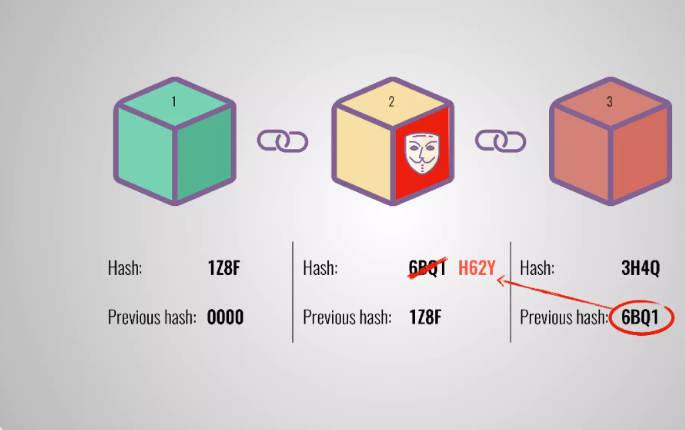 1
2
3
Hash: 1Z8F
Previous hash: 0000
Hash: 6BQ1 H62Y
Previous hash: 1Z8F
Hash: 3H4Q
Previous hash: 6BQ1